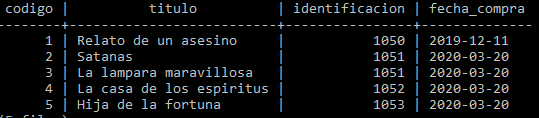 codigo | titulo | identificacion | fecha_compra
1 | Relato de un asesino | 1050 | 2019-12-11
2 | Satanas | 1051 | 2020-03-20
3 | La lampara maravillosa | 1051 | 2020-03-20
4 | La casa de los espiritus | 1052 | 2020-03-20
5 | Hija de la fortuna | 1053 | 2020-03-20